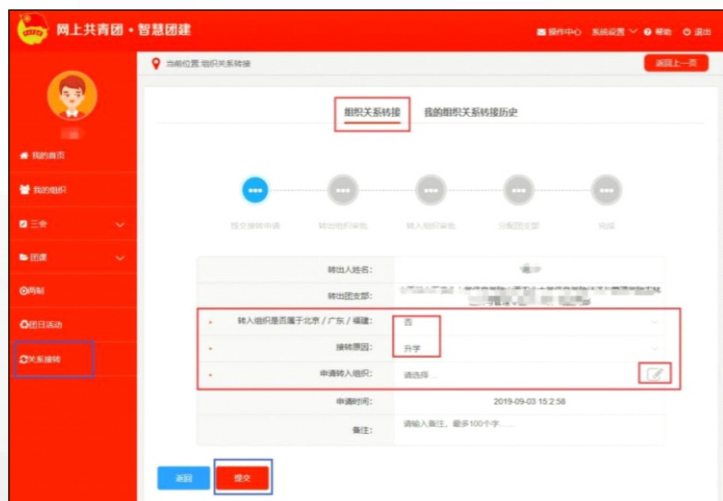 网上共青团·智慧团建
操作中心 系统设置 帮助 退出
当前位置:组织关系转接
返回上一页
组织关系转接 我的组织关系转接历史
我的首页
我的组织
三会
团课
两制
团日活动
关系接转
提交接转申请 转出组织审批 转入组织审批 分配团支部 完成
转出人姓名：
转出团支部：
转入组织是否属于北京/广东/福建： 否
接转原因： 升学
申请转入组织： 请选择...
申请时间： 2019-09-03 15:2:58
备注： 请输入备注，最多100个字......
返回 提交